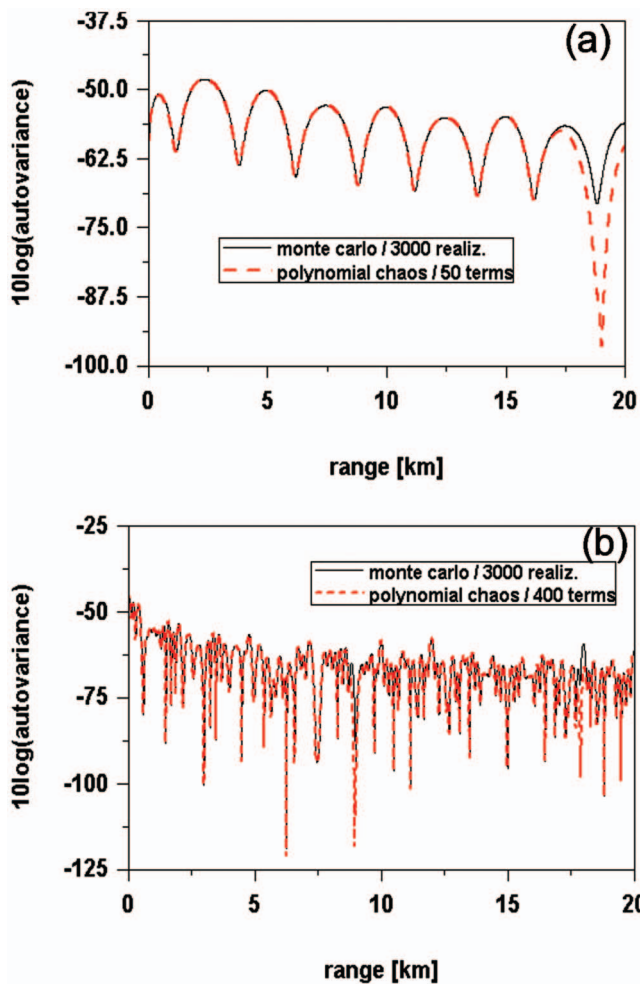 (a)
-37.5
-50.0
-62.5
-75.0
-87.5
-100.0
10log(autovariance)
monte carlo / 3000 realiz.
polynomial chaos / 50 terms
0 5 10 15 20
range [km]
(b)
-25
-50
-75
-100
-125
10log(autovariance)
monte carlo / 3000 realiz.
polynomial chaos / 400 terms
0 5 10 15 20
range [km]